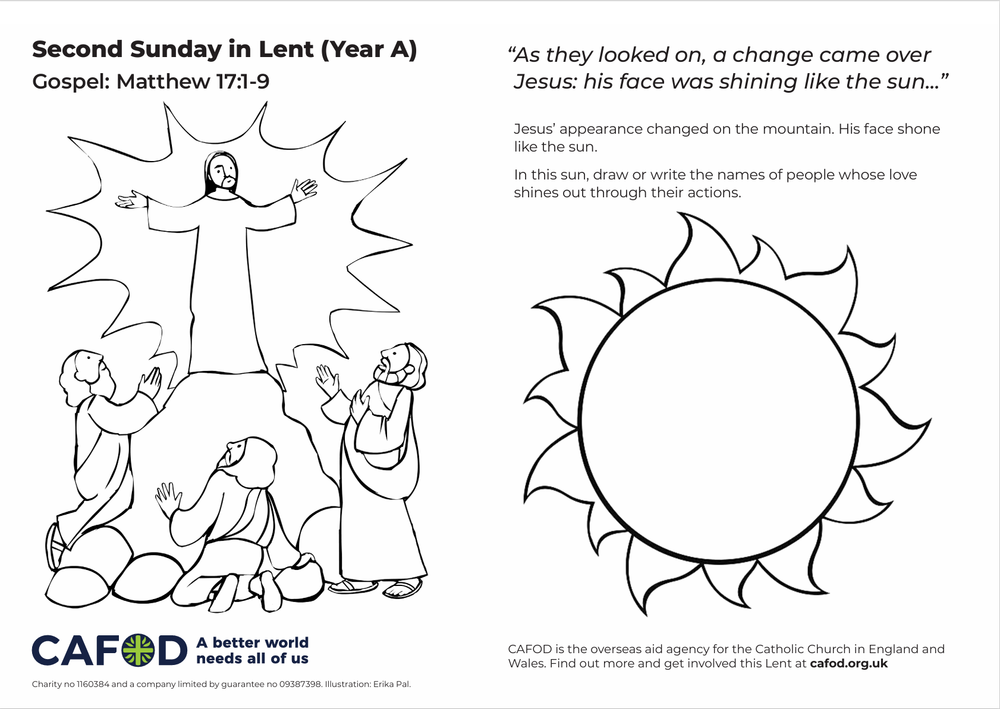 Second Sunday in Lent (Year A)
Gospel: Matthew 17:1-9
“As they looked on, a change came over
Jesus: his face was shining like the sun...”
Jesus’ appearance changed on the mountain. His face shone
like the sun.
In this sun, draw or write the names of people whose love
shines out through their actions.
CAFOD
A better world
needs all of us
Charity no 1160384 and a company limited by guarantee no 09387398. Illustration: Erika Pal.
CAFOD is the overseas aid agency for the Catholic Church in England and
Wales. Find out more and get involved this Lent at cafod.org.uk